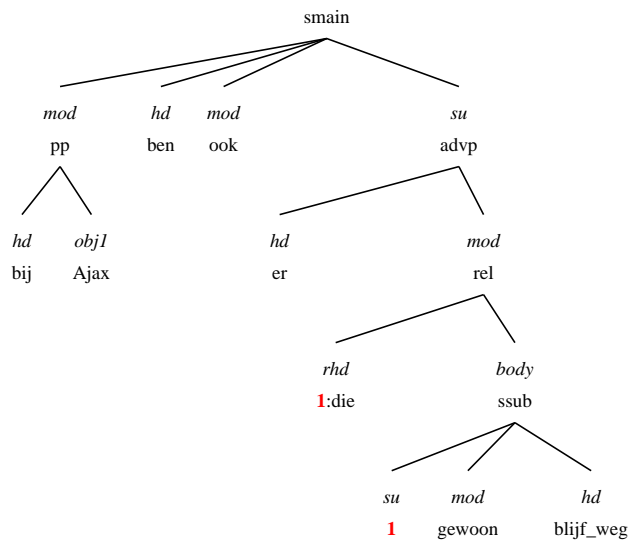 smain
mod hd mod su
pp ben ook advp
hd obj1 hd mod
bij Ajax er rel
rhd body
1:die ssub
su mod hd
1 gewoon blijf_weg